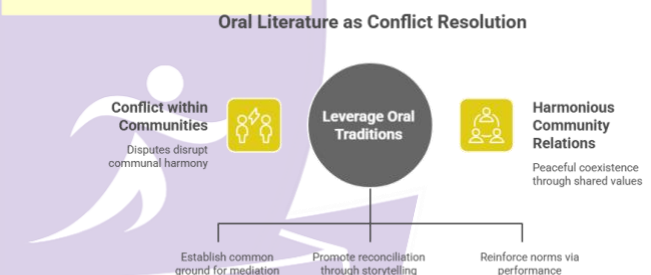 Oral Literature as Conflict Resolution
Conflict within
Communities
Disputes disrupt
communal harmony
Leverage Oral
Traditions
Harmonious
Community
Relations
Peaceful coexistence
through shared values
Establish common
ground for mediation
Promote reconciliation
through storytelling
Reinforce norms via
performance